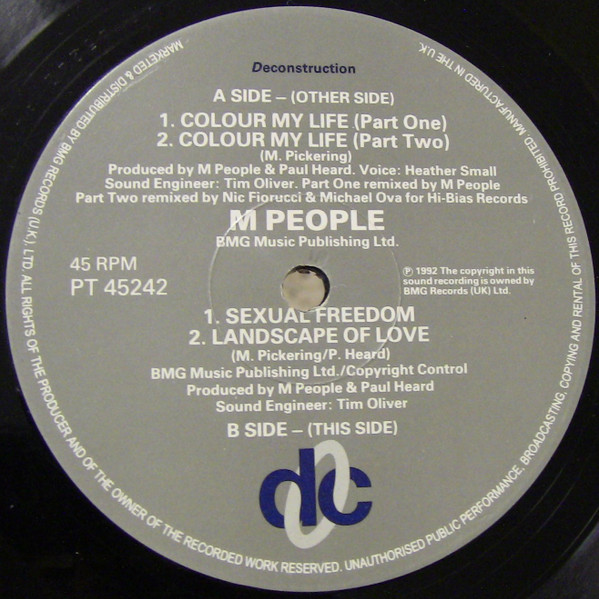 Deconstruction
A SIDE – (OTHER SIDE)
1. COLOUR MY LIFE (Part One)
2. COLOUR MY LIFE (Part Two)
(M. Pickering)
Produced by M People & Paul Heard. Voice: Heather Small
Sound Engineer: Tim Oliver. Part One remixed by M People
Part Two remixed by Nic Fiorucci & Michael Ova for Hi-Bias Records
M PEOPLE
BMG Music Publishing Ltd.
45 RPM
PT 45242
℗ 1992 The copyright in this
sound recording is owned by
BMG Records (UK) Ltd.
1. SEXUAL FREEDOM
2. LANDSCAPE OF LOVE
(M. Pickering/P. Heard)
BMG Music Publishing Ltd./Copyright Control
Produced by M People & Paul Heard
Sound Engineer: Tim Oliver
B SIDE – (THIS SIDE)
dc
MARKETED & DISTRIBUTED BY BMG RECORDS (U.K.), LTD. ALL RIGHTS OF THE PRODUCER AND OF THE OWNER OF THE RECORDED WORK RESERVED. UNAUTHORISED PUBLIC PERFORMANCE, BROADCASTING, COPYING AND RENTAL OF THIS RECORD PROHIBITED. MANUFACTURED IN THE U.K.